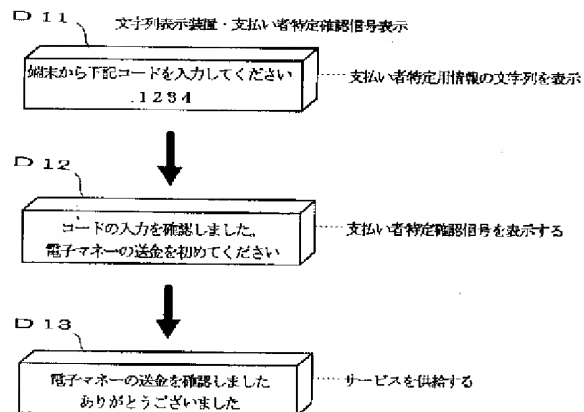 D 11
文字列表示装置・支払い者特定確認信号表示
端末から下記コードを入力してください
.1234
支払い者特定用情報の文字列を表示
D 12
コードの入力を確認しました。
電子マネーの送金を初めてください
支払い者特定確認信号を表示する
D 13
電子マネーの送金を確認しました
ありがとうございました
サービスを供給する